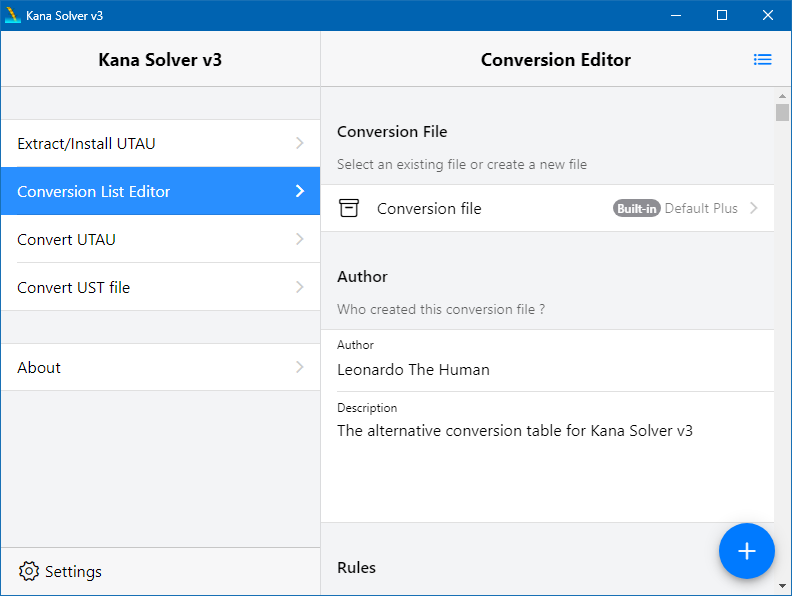 Kana Solver v3
Kana Solver v3
Extract/Install UTAU
Conversion List Editor
Convert UTAU
Convert UST file
About
Settings
Conversion Editor
Conversion File
Select an existing file or create a new file
Conversion file Built-in Default Plus
Author
Who created this conversion file ?
Author
Leonardo The Human
Description
The alternative conversion table for Kana Solver v3
Rules